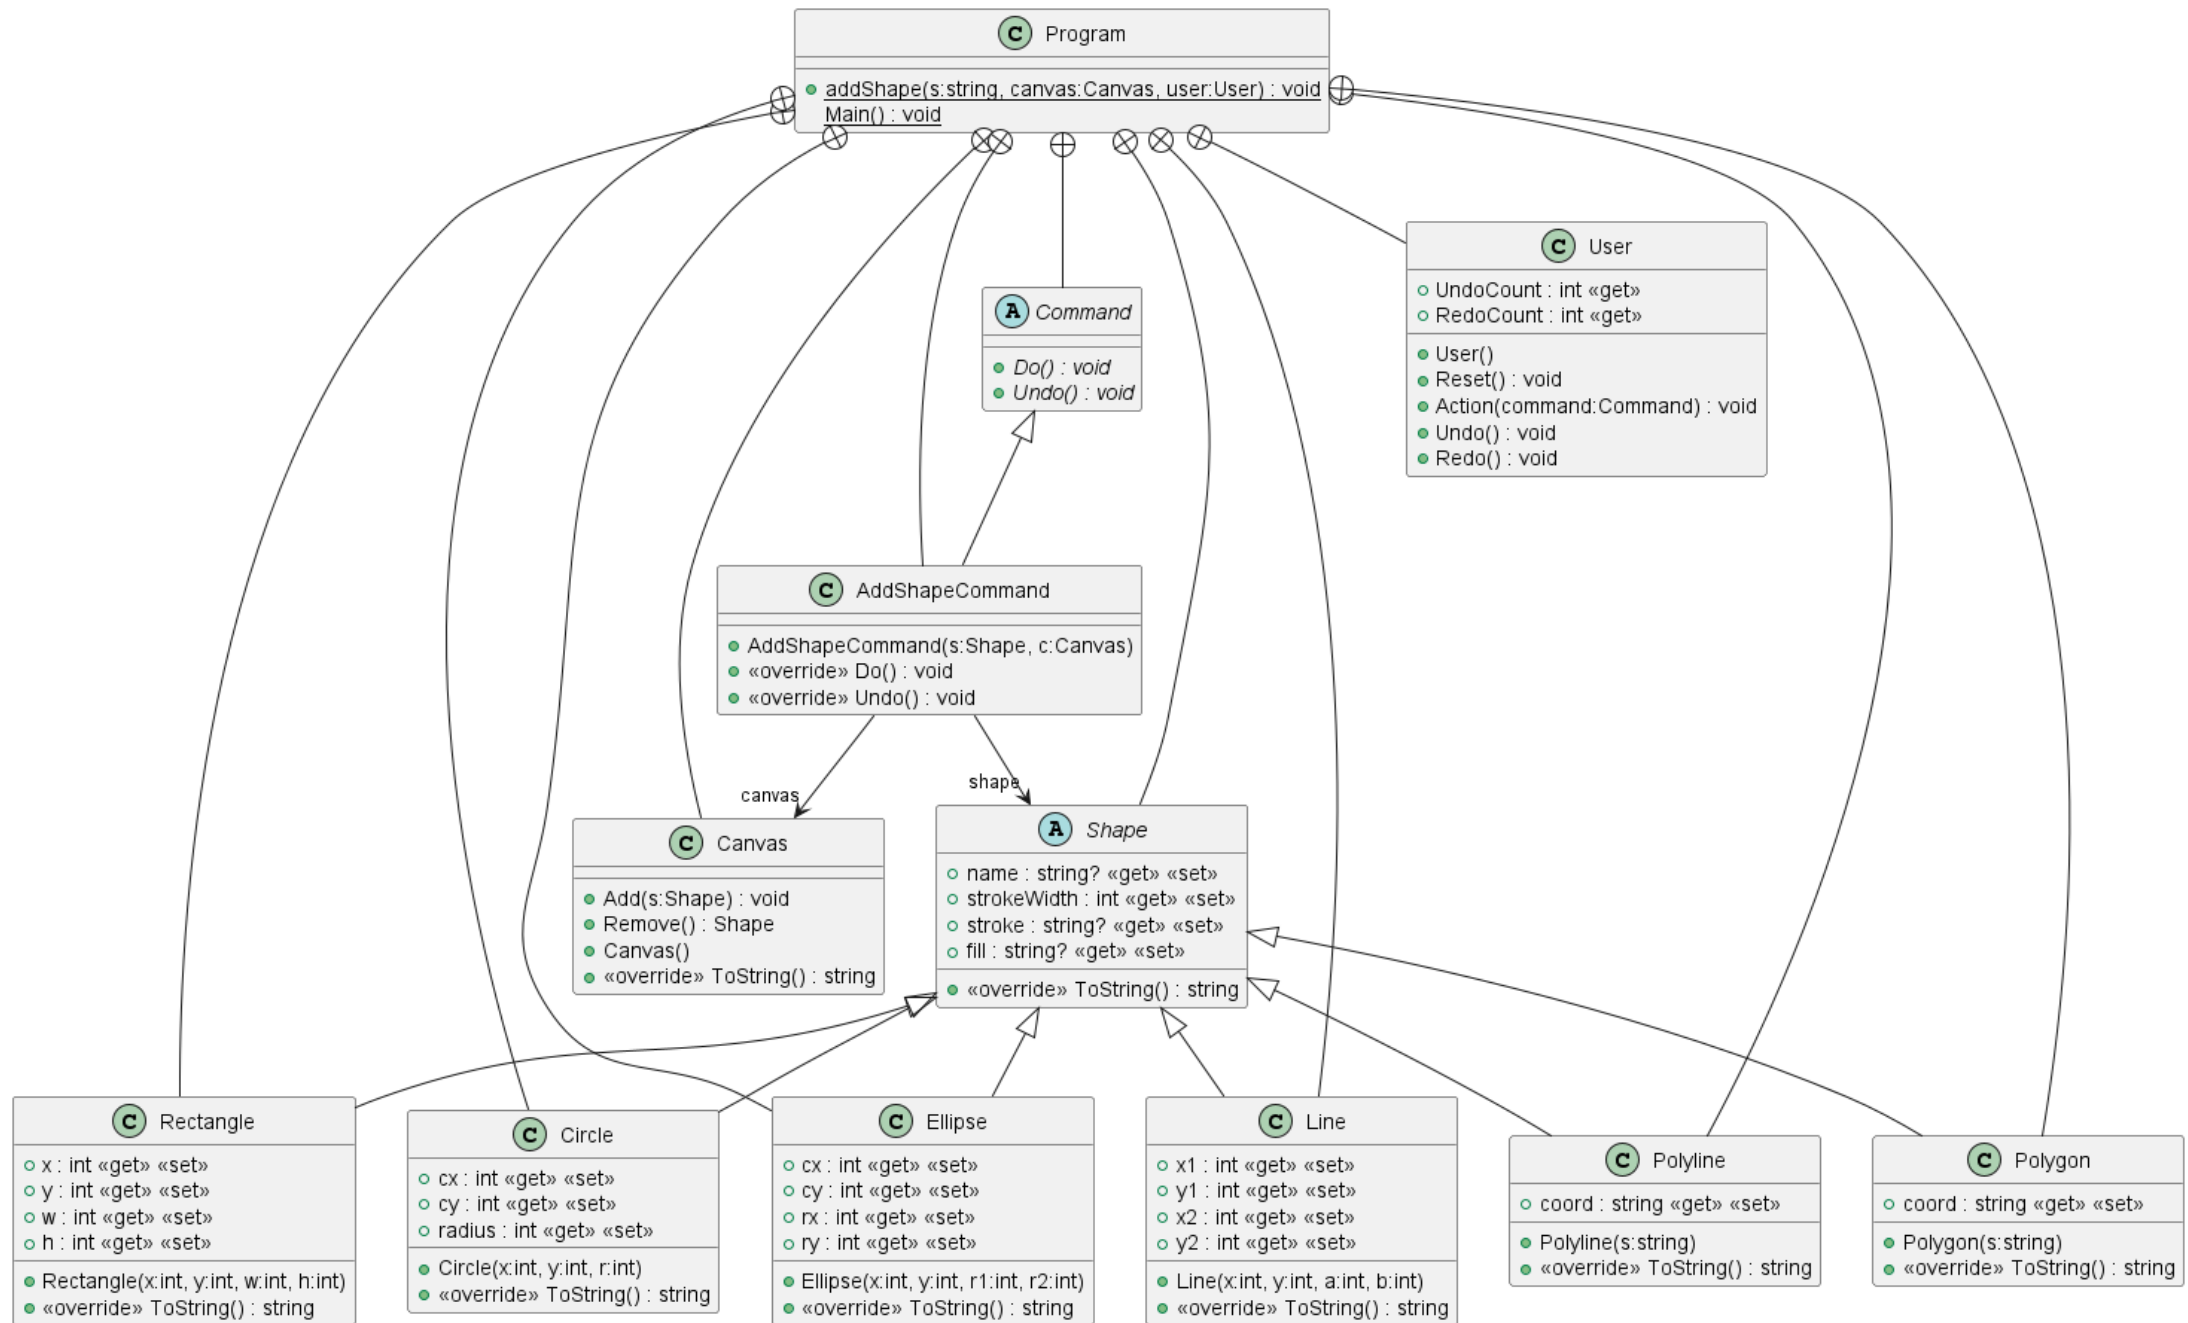 C Program
addShape(s:string, canvas:Canvas, user:User) : void
Main() : void
C User
UndoCount : int «get»
RedoCount : int «get»
User()
Reset() : void
Action(command:Command) : void
Undo() : void
Redo() : void
A Command
Do() : void
Undo() : void
C AddShapeCommand
AddShapeCommand(s:Shape, c:Canvas)
«override» Do() : void
«override» Undo() : void
canvas
shape
C Canvas
Add(s:Shape) : void
Remove() : Shape
Canvas()
«override» ToString() : string
A Shape
name : string? «get» «set»
strokeWidth : int «get» «set»
stroke : string? «get» «set»
fill : string? «get» «set»
«override» ToString() : string
C Rectangle
x : int «get» «set»
y : int «get» «set»
w : int «get» «set»
h : int «get» «set»
Rectangle(x:int, y:int, w:int, h:int)
«override» ToString() : string
C Circle
cx : int «get» «set»
cy : int «get» «set»
radius : int «get» «set»
Circle(x:int, y:int, r:int)
«override» ToString() : string
C Ellipse
cx : int «get» «set»
cy : int «get» «set»
rx : int «get» «set»
ry : int «get» «set»
Ellipse(x:int, y:int, r1:int, r2:int)
«override» ToString() : string
C Line
x1 : int «get» «set»
y1 : int «get» «set»
x2 : int «get» «set»
y2 : int «get» «set»
Line(x:int, y:int, a:int, b:int)
«override» ToString() : string
C Polyline
coord : string «get» «set»
Polyline(s:string)
«override» ToString() : string
C Polygon
coord : string «get» «set»
Polygon(s:string)
«override» ToString() : string